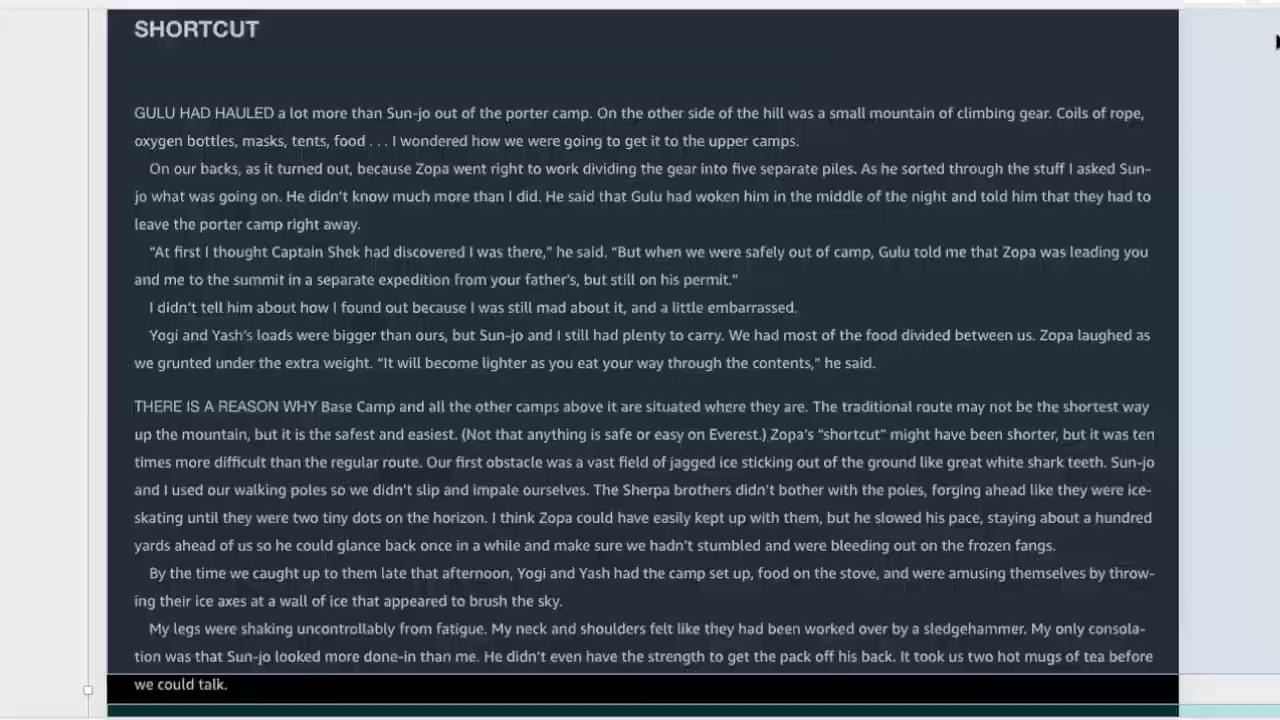 SHORTCUT
GULU HAD HAULED a lot more than Sun-jo out of the porter camp. On the other side of the hill was a small mountain of climbing gear. Coils of rope,
oxygen bottles, masks, tents, food . . . I wondered how we were going to get it to the upper camps.
On our backs, as it turned out, because Zopa went right to work dividing the gear into five separate piles. As he sorted through the stuff I asked Sun-
jo what was going on. He didn't know much more than I did. He said that Gulu had woken him in the middle of the night and told him that they had to
leave the porter camp right away.
“At first I thought Captain Shek had discovered I was there,” he said. “But when we were safely out of camp, Gulu told me that Zopa was leading you
and me to the summit in a separate expedition from your father's, but still on his permit.”
I didn't tell him about how I found out because I was still mad about it, and a little embarrassed.
Yogi and Yash's loads were bigger than ours, but Sun-jo and I still had plenty to carry. We had most of the food divided between us. Zopa laughed as
we grunted under the extra weight. “It will become lighter as you eat your way through the contents,” he said.
THERE IS A REASON WHY Base Camp and all the other camps above it are situated where they are. The traditional route may not be the shortest way
up the mountain, but it is the safest and easiest. (Not that anything is safe or easy on Everest.) Zopa's “shortcut” might have been shorter, but it was ten
times more difficult than the regular route. Our first obstacle was a vast field of jagged ice sticking out of the ground like great white shark teeth. Sun-jo
and I used our walking poles so we didn't slip and impale ourselves. The Sherpa brothers didn't bother with the poles, forging ahead like they were ice-
skating until they were two tiny dots on the horizon. I think Zopa could have easily kept up with them, but he slowed his pace, staying about a hundred
yards ahead of us so he could glance back once in a while and make sure we hadn't stumbled and were bleeding out on the frozen fangs.
By the time we caught up to them late that afternoon, Yogi and Yash had the camp set up, food on the stove, and were amusing themselves by throw-
ing their ice axes at a wall of ice that appeared to brush the sky.
My legs were shaking uncontrollably from fatigue. My neck and shoulders felt like they had been worked over by a sledgehammer. My only consola-
tion was that Sun-jo looked more done-in than me. He didn't even have the strength to get the pack off his back. It took us two hot mugs of tea before
we could talk.